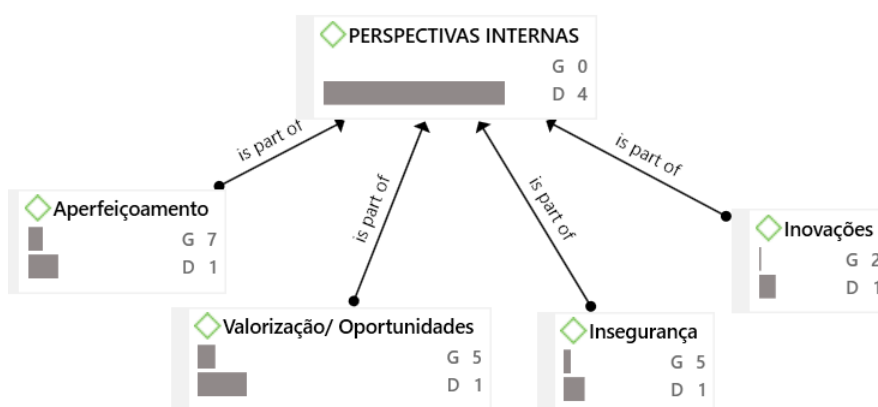 PERSPECTIVAS INTERNAS
G 0
D 4
is part of
is part of
is part of
is part of
Aperfeiçoamento
G 7
D 1
Inovações
G 2
D 1
Valorização/ Oportunidades
G 5
D 1
Insegurança
G 5
D 1